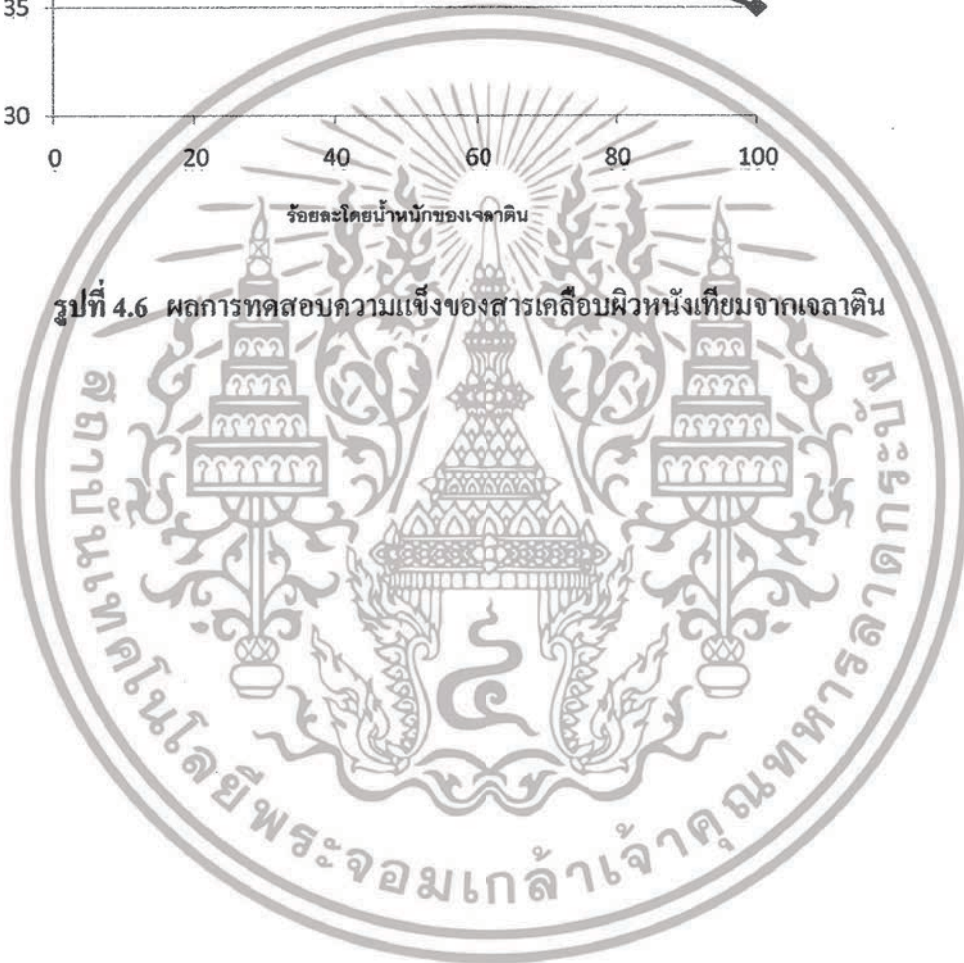 35
30
0 20 40 60 80 100
ร้อยละโดยน้ำหนักของเจลาติน
รูปที่ 4.6 ผลการทดสอบความแข็งของสารเคลือบผิวหนังเทียมจากเจลาติน
สถาบันเทคโนโลยีพระจอมเกล้าเจ้าคุณทหารลาดกระบัง